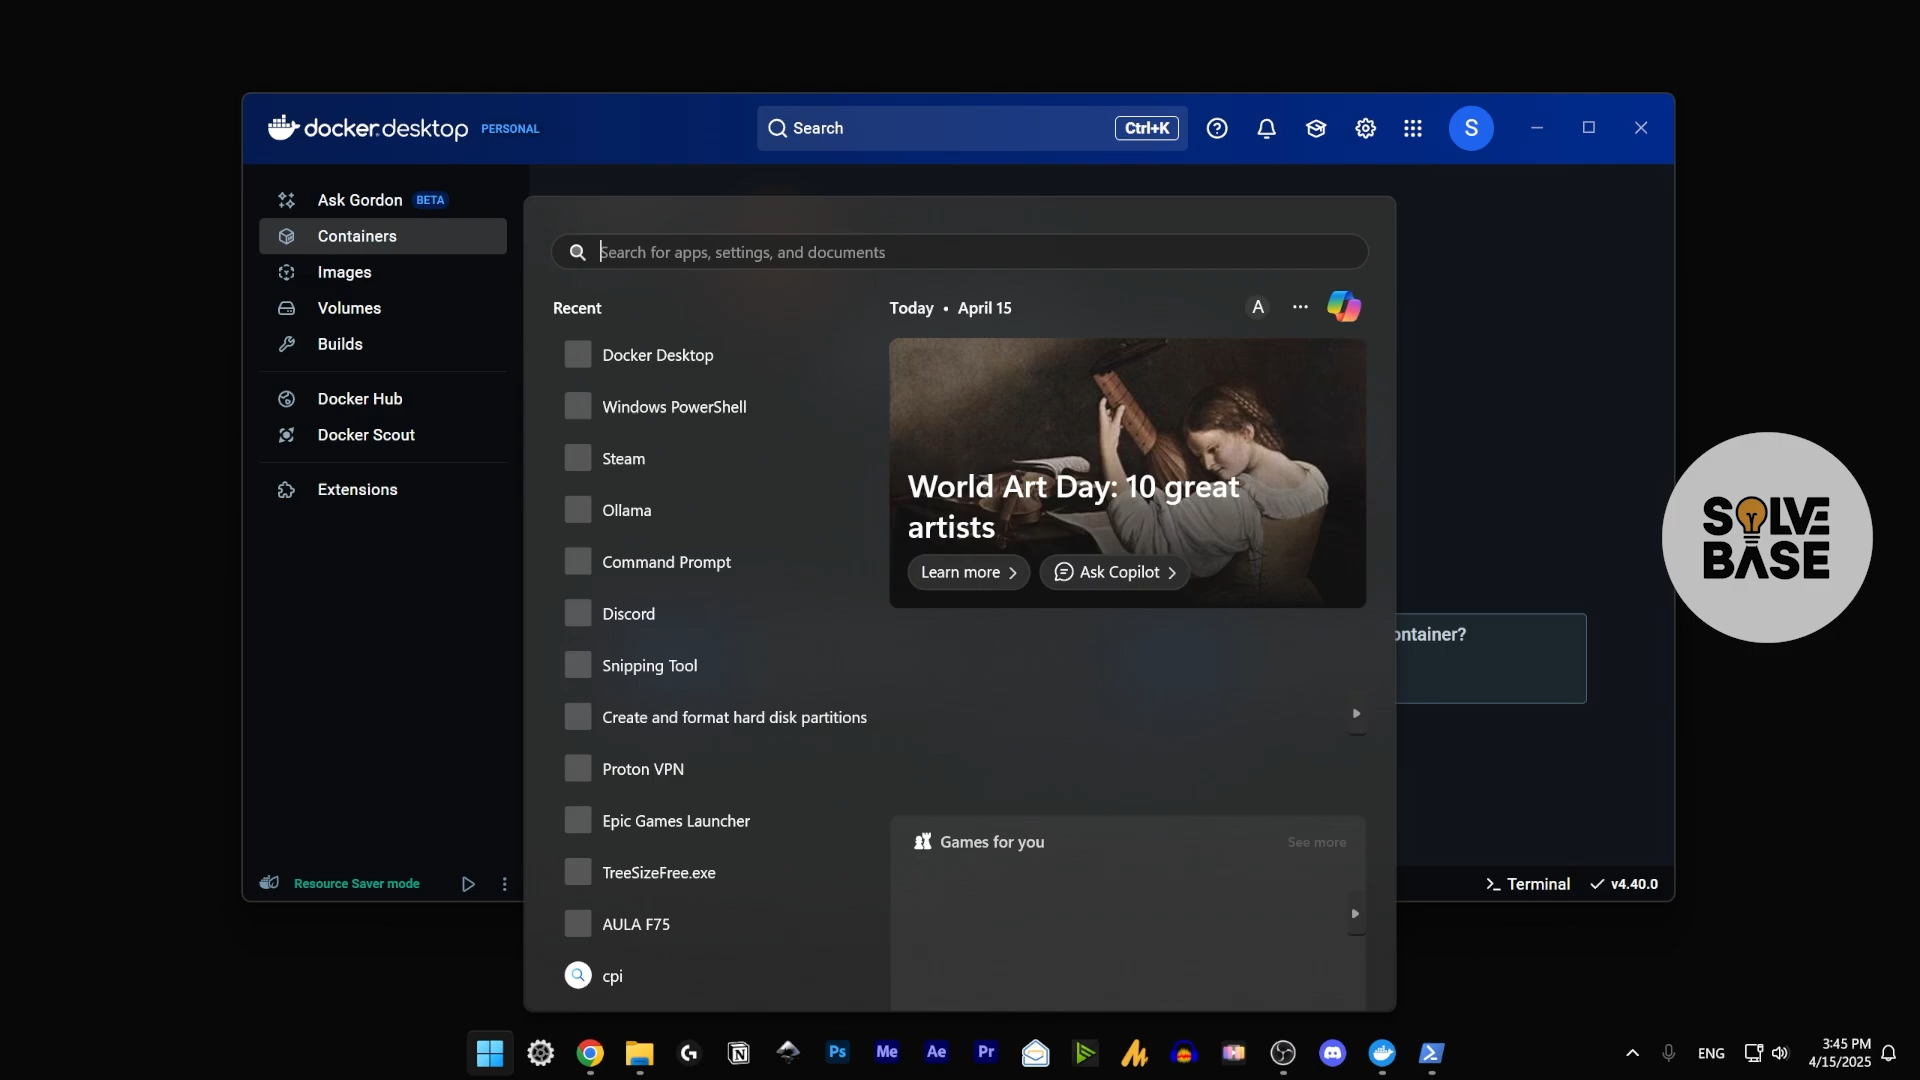 docker.desktop PERSONAL
Search
Ctrl+K
S
Ask Gordon BETA
Containers
Images
Volumes
Builds
Docker Hub
Docker Scout
Extensions
Resource Saver mode
Search for apps, settings, and documents
Recent
Docker Desktop
Windows PowerShell
Steam
Ollama
Command Prompt
Discord
Snipping Tool
Create and format hard disk partitions
Proton VPN
Epic Games Launcher
TreeSizeFree.exe
AULA F75
cpi
Today • April 15
A
World Art Day: 10 great
artists
Learn more
Ask Copilot
Games for you
See more
ontainer?
Terminal
v4.40.0
SOLVE
BASE
Ps
Me
Ae
Pr
ENG
3:45 PM
4/15/2025